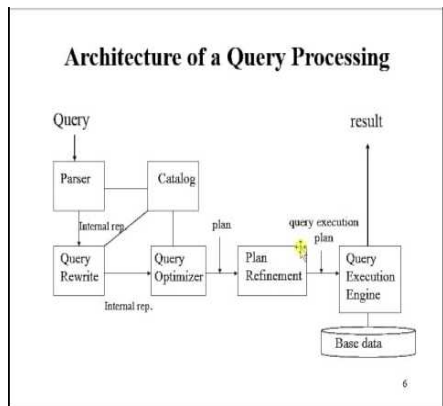 Architecture of a Query Processing
Query
result
Parser
Catalog
Internal rep.
plan
query execution
plan
Query
Rewrite
Query
Optimizer
Plan
Refinement
Query
Execution
Engine
Internal rep.
Base data
6